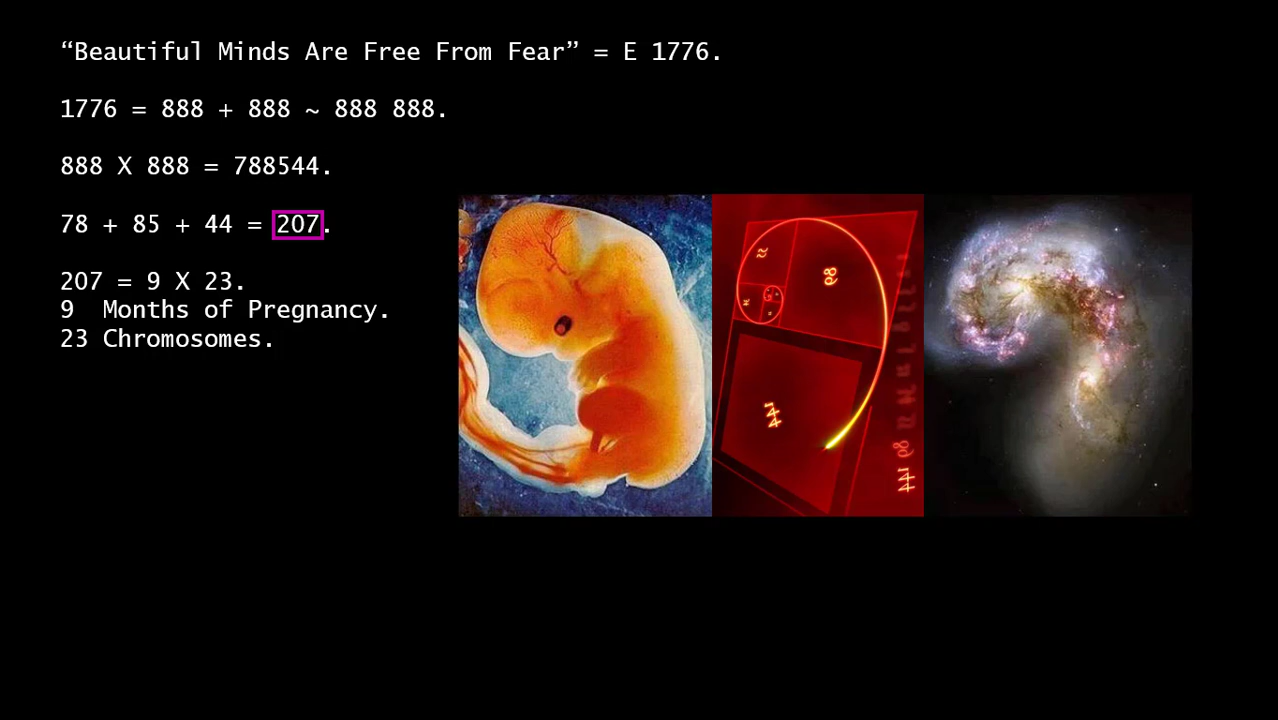 “Beautiful Minds Are Free From Fear” = E 1776.
1776 = 888 + 888 ~ 888 888.
888 X 888 = 788544.
78 + 85 + 44 = 207.
207 = 9 X 23.
9  Months of Pregnancy.
23 Chromosomes.